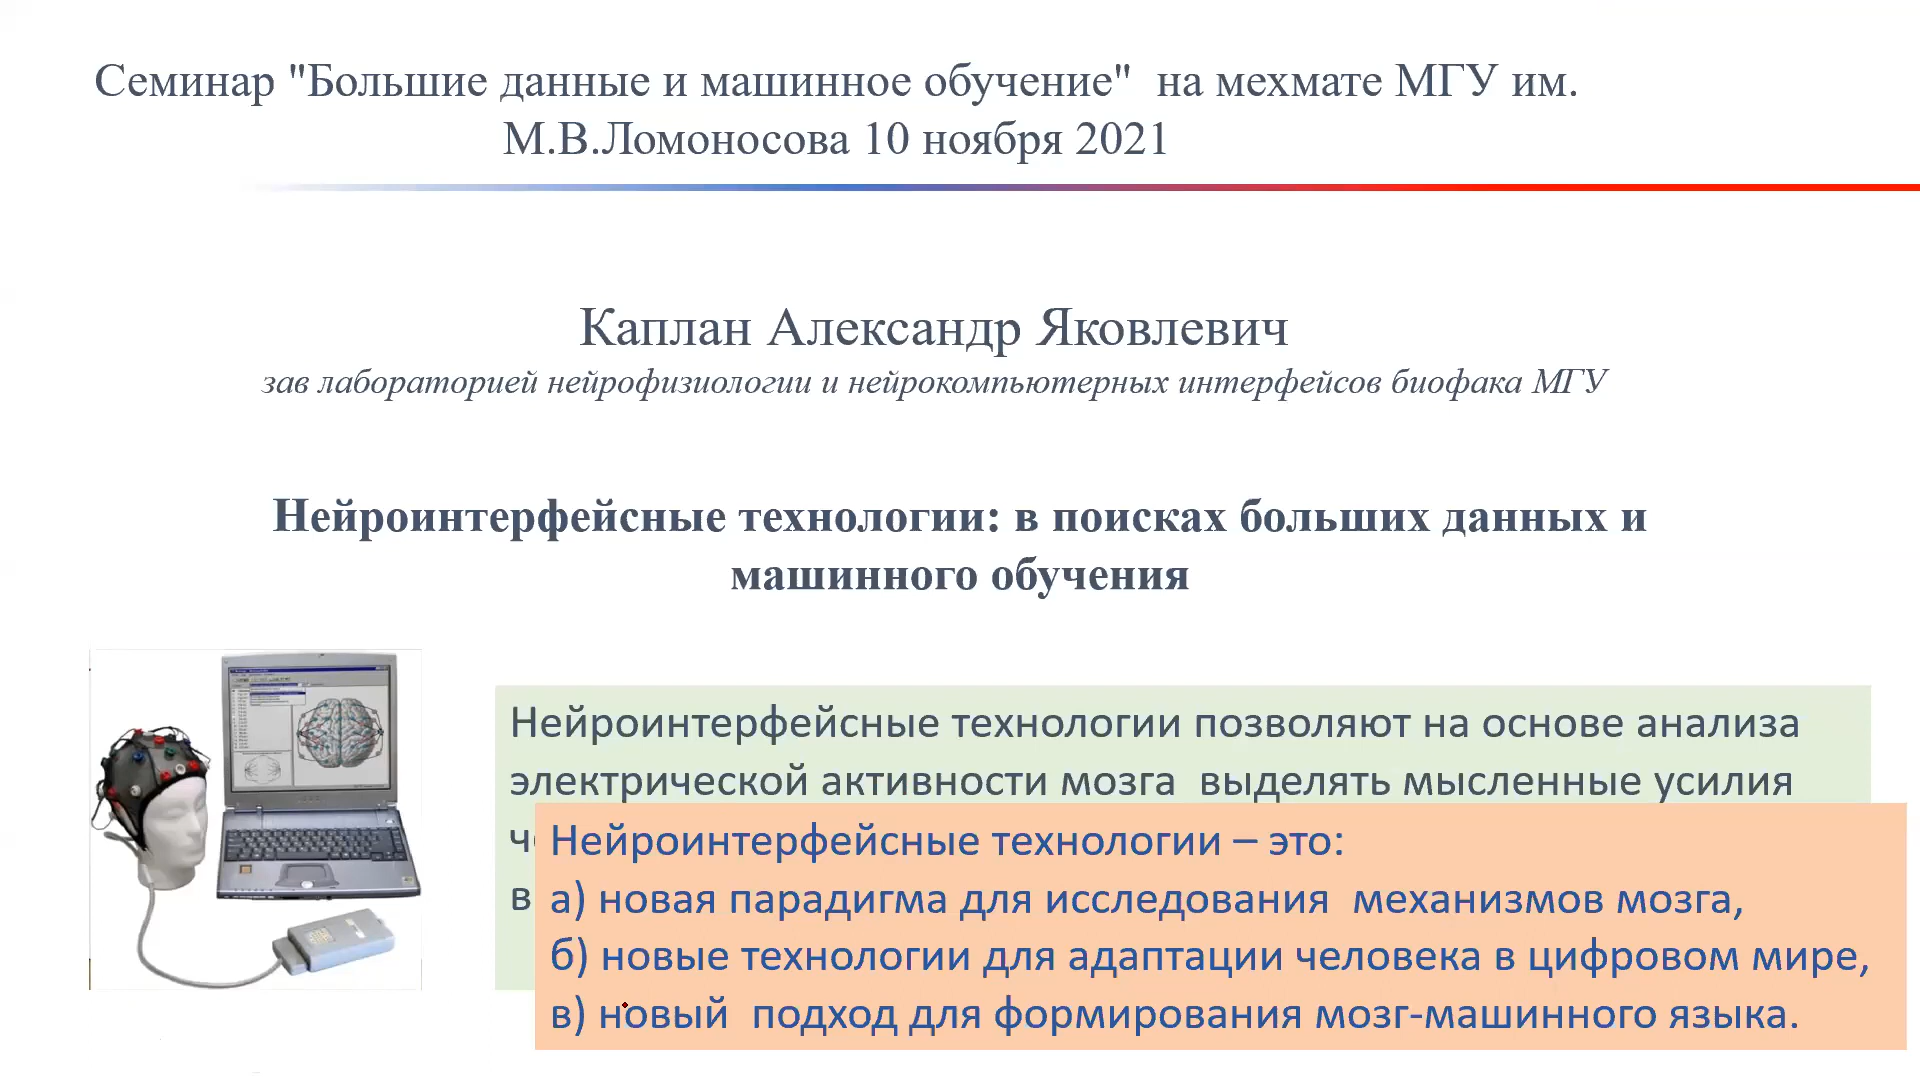 Семинар "Большие данные и машинное обучение"  на мехмате МГУ им.
М.В.Ломоносова 10 ноября 2021
Каплан Александр Яковлевич
зав лабораторией нейрофизиологии и нейрокомпьютерных интерфейсов биофака МГУ
Нейроинтерфейсные технологии: в поисках больших данных и
машинного обучения
Нейроинтерфейсные технологии позволяют на основе анализа
электрической активности мозга  выделять мысленные усилия
Нейроинтерфейсные технологии – это:
а) новая парадигма для исследования  механизмов мозга,
б) новые технологии для адаптации человека в цифровом мире,
в) новый  подход для формирования мозг-машинного языка.